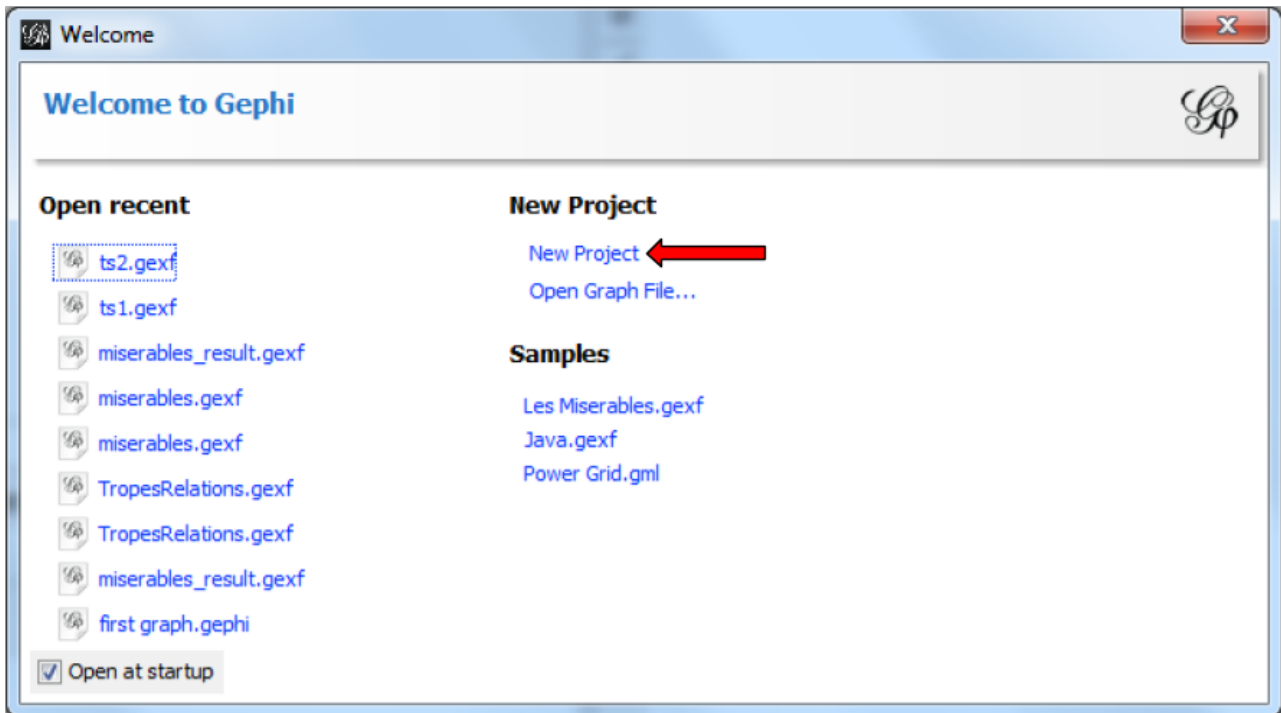 Welcome
Welcome to Gephi
Open recent
ts2.gexf
ts1.gexf
miserables_result.gexf
miserables.gexf
miserables.gexf
TropesRelations.gexf
TropesRelations.gexf
miserables_result.gexf
first graph.gephi
Open at startup
New Project
New Project
Open Graph File...
Samples
Les Miserables.gexf
Java.gexf
Power Grid.gml